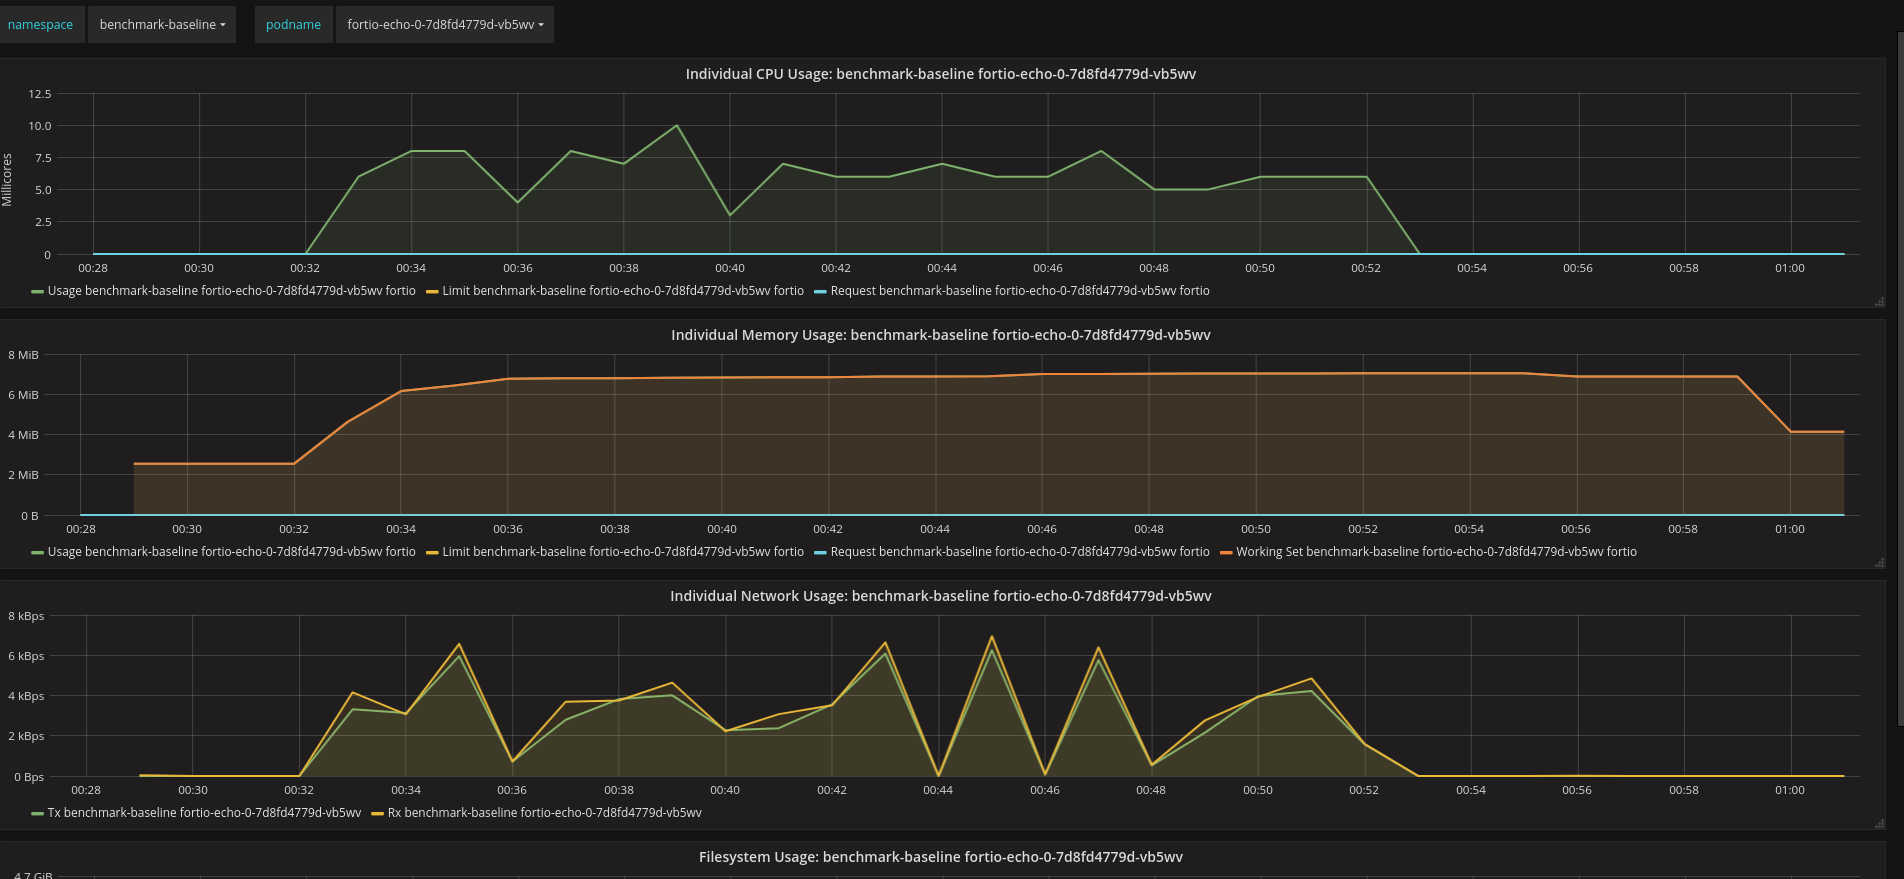 namespace benchmark-baseline podname fortio-echo-0-7d8fd4779d-vb5wv
Individual CPU Usage: benchmark-baseline fortio-echo-0-7d8fd4779d-vb5wv
Millicores
12.5
10.0
7.5
5.0
2.5
0
00:28 00:30 00:32 00:34 00:36 00:38 00:40 00:42 00:44 00:46 00:48 00:50 00:52 00:54 00:56 00:58 01:00
Usage benchmark-baseline fortio-echo-0-7d8fd4779d-vb5wv fortio Limit benchmark-baseline fortio-echo-0-7d8fd4779d-vb5wv fortio Request benchmark-baseline fortio-echo-0-7d8fd4779d-vb5wv fortio
Individual Memory Usage: benchmark-baseline fortio-echo-0-7d8fd4779d-vb5wv
8 MiB
6 MiB
4 MiB
2 MiB
0 B
00:28 00:30 00:32 00:34 00:36 00:38 00:40 00:42 00:44 00:46 00:48 00:50 00:52 00:54 00:56 00:58 01:00
Usage benchmark-baseline fortio-echo-0-7d8fd4779d-vb5wv fortio Limit benchmark-baseline fortio-echo-0-7d8fd4779d-vb5wv fortio Request benchmark-baseline fortio-echo-0-7d8fd4779d-vb5wv fortio Working Set benchmark-baseline fortio-echo-0-7d8fd4779d-vb5wv fortio
Individual Network Usage: benchmark-baseline fortio-echo-0-7d8fd4779d-vb5wv
8 kBps
6 kBps
4 kBps
2 kBps
0 Bps
00:28 00:30 00:32 00:34 00:36 00:38 00:40 00:42 00:44 00:46 00:48 00:50 00:52 00:54 00:56 00:58 01:00
Tx benchmark-baseline fortio-echo-0-7d8fd4779d-vb5wv Rx benchmark-baseline fortio-echo-0-7d8fd4779d-vb5wv
Filesystem Usage: benchmark-baseline fortio-echo-0-7d8fd4779d-vb5wv
4.7 GiB